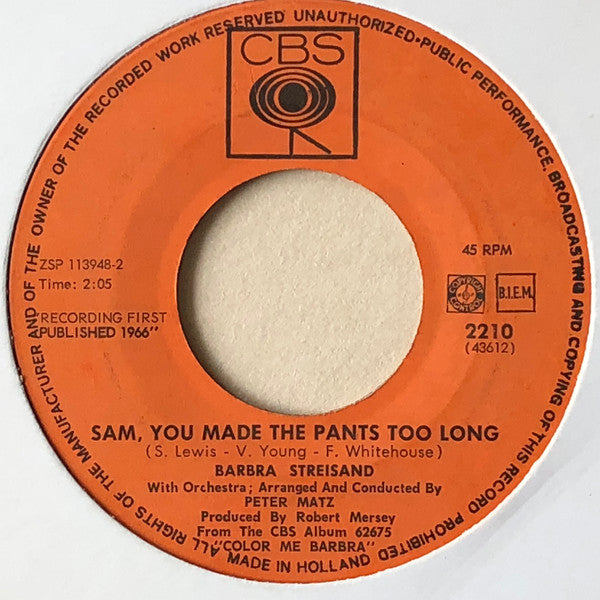 ALL RIGHTS OF THE MANUFACTURER AND OF THE OWNER OF THE RECORDED WORK RESERVED UNAUTHORIZED•PUBLIC PERFORMANCE, BROADCASTING AND COPYING OF THIS RECORD PROHIBITED
CBS
ZSP 113948-2
Time: 2:05
"RECORDING FIRST
PUBLISHED 1966"
45 RPM
B.I.E.M.
2210
(43612)
SAM, YOU MADE THE PANTS TOO LONG
(S. Lewis - V. Young - F. Whitehouse)
BARBRA STREISAND
With Orchestra; Arranged And Conducted By
PETER MATZ
Produced By Robert Mersey
From The CBS Album 62675
"COLOR ME BARBRA"
MADE IN HOLLAND